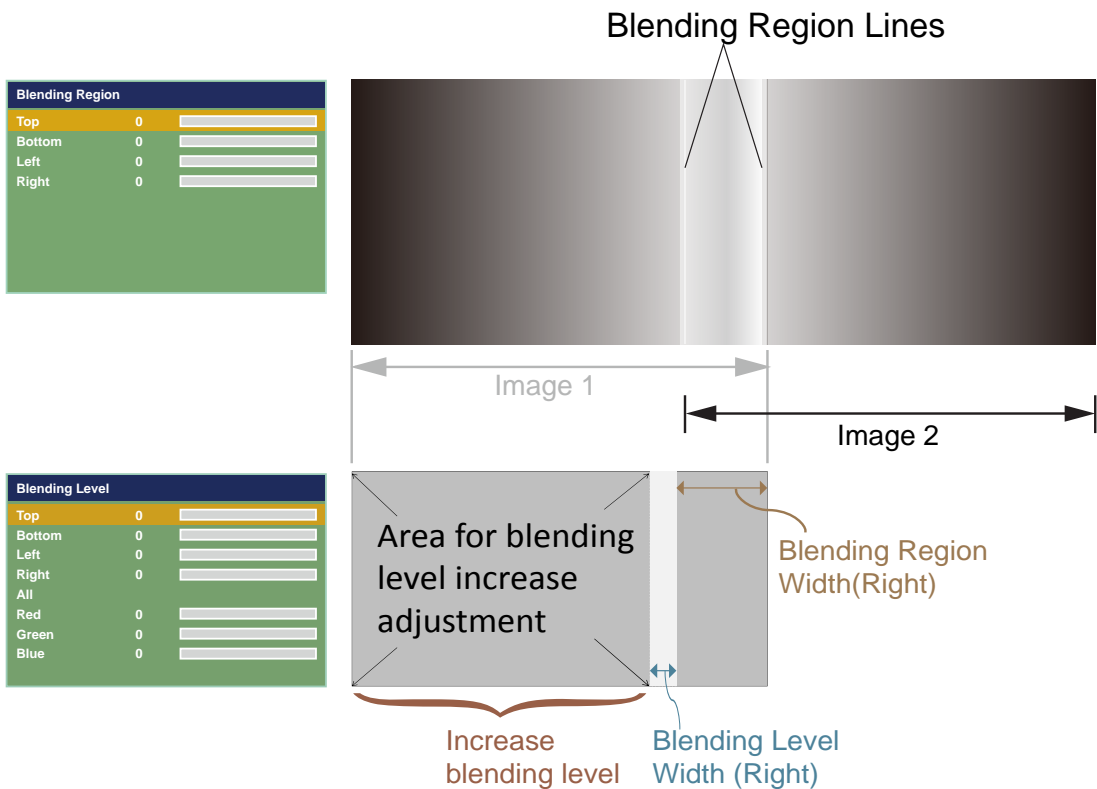 Blending Region Lines
Blending Region
Top 0
Bottom 0
Left 0
Right 0
Image 1
Image 2
Blending Level
Top 0
Bottom 0
Left 0
Right 0
All
Red 0
Green 0
Blue 0
Area for blending
level increase
adjustment
Blending Region
Width(Right)
Increase
blending level
Blending Level
Width (Right)